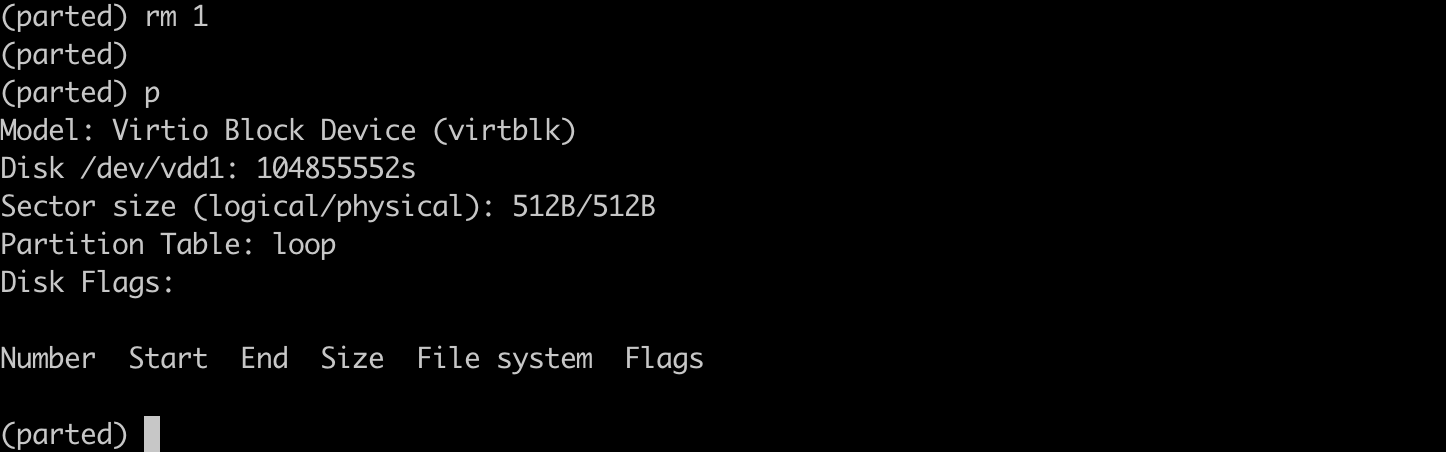 (parted) rm 1
(parted)
(parted) p
Model: Virtio Block Device (virtblk)
Disk /dev/vdd1: 104855552s
Sector size (logical/physical): 512B/512B
Partition Table: loop
Disk Flags:
Number  Start  End  Size  File system  Flags
(parted)